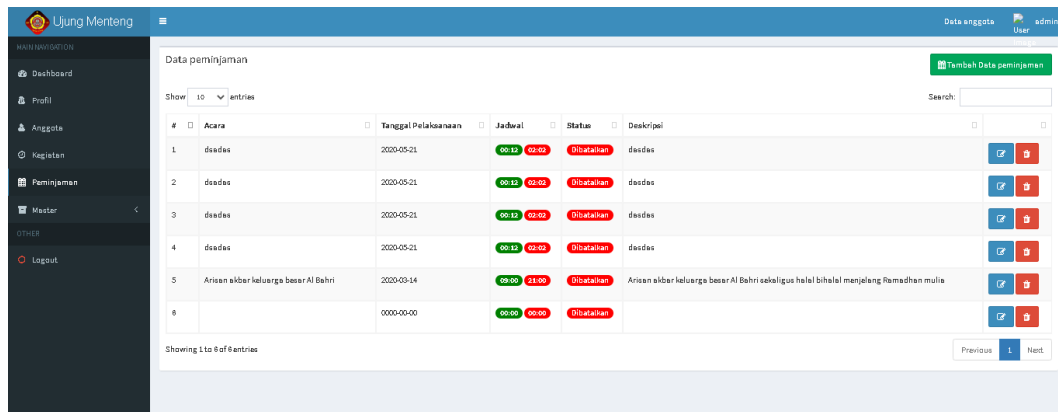 Ujung Menteng
Data anggota User admin
MAIN NAVIGATION
Dashboard
Profil
Anggota
Kegiatan
Peminjaman
Master
OTHER
Logout
Data peminjaman
Tambah Data peminjaman
Show 10 entries
Search:
# Acara Tanggal Pelaksanaan Jadwal Status Deskripsi
1 dsadas 2020-05-21 00:12 02:02 Dibatalkan dasdas
2 dsadas 2020-05-21 00:12 02:02 Dibatalkan dasdas
3 dsadas 2020-05-21 00:12 02:02 Dibatalkan dasdas
4 dsadas 2020-05-21 00:12 02:02 Dibatalkan dasdas
5 Arisan akbar keluarga besar Al Bahri 2020-03-14 09:00 21:00 Dibatalkan Arisan akbar keluarga besar Al Bahri sekaligus halal bihalal menjelang Ramadhan mulia
6 0000-00-00 00:00 00:00 Dibatalkan
Showing 1 to 6 of 6 entries
Previous 1 Next